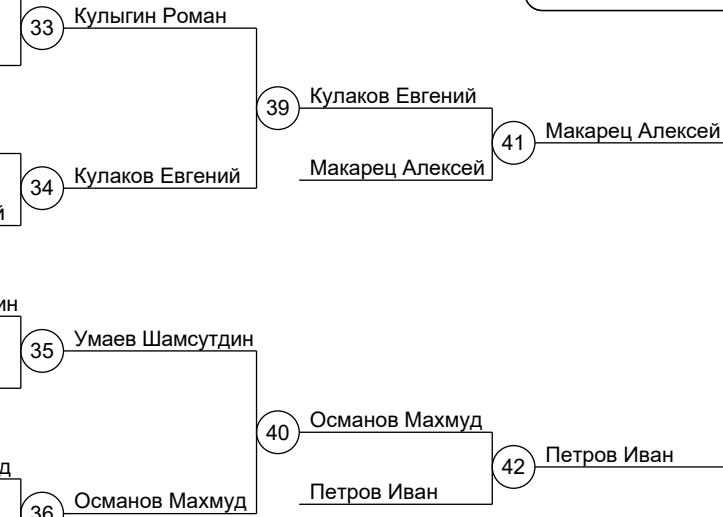 33 Кулыгин Роман
39 Кулаков Евгений
41 Макарец Алексей
Макарец Алексей
34 Кулаков Евгений
й
ин
35 Умаев Шамсутдин
40 Османов Махмуд
42 Петров Иван
Петров Иван
д
36 Османов Махмуд